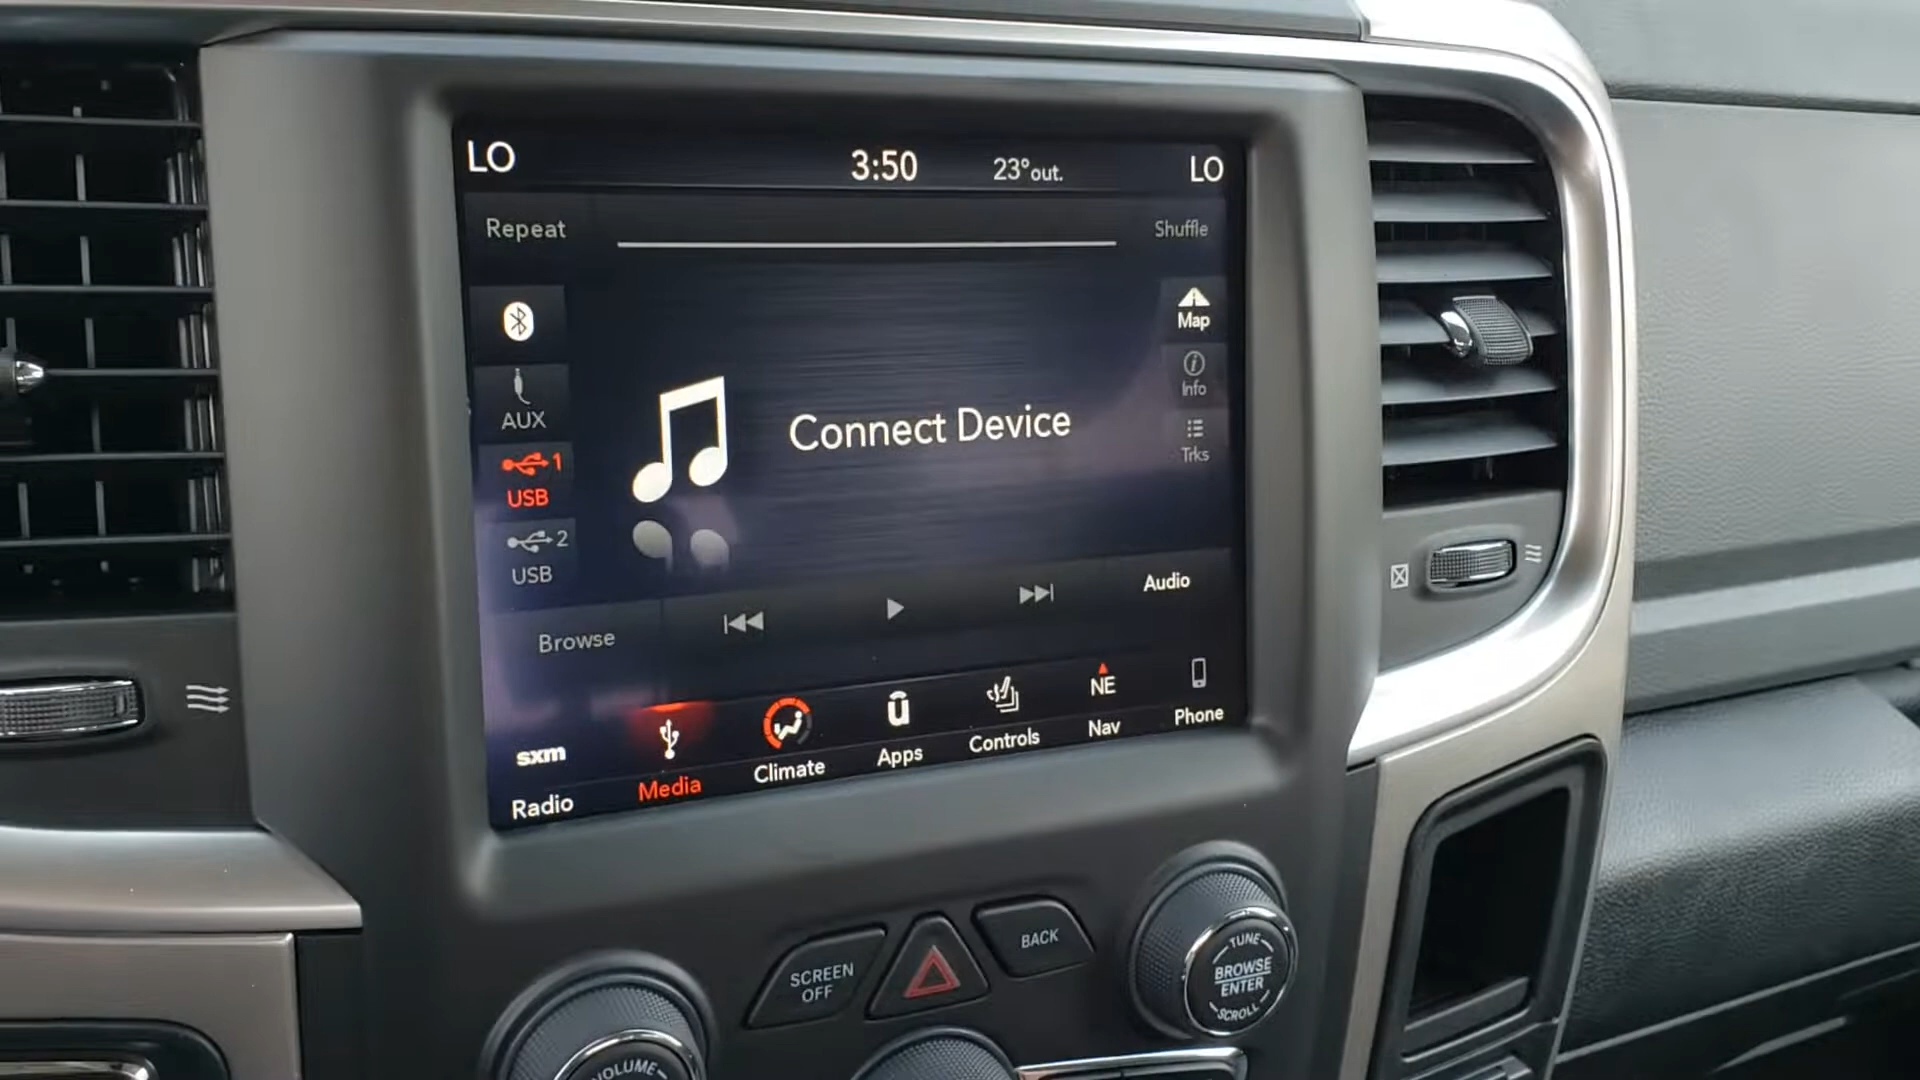 LO
3:50
23°out.
LO
Repeat
Shuffle
Map
Info
Trks
AUX
1
USB
2
USB
Connect Device
Audio
Browse
sxm
NE
Radio
Media
Climate
Apps
Controls
Nav
Phone
SCREEN
OFF
BACK
TUNE
BROWSE
ENTER
SCROLL
VOLUME